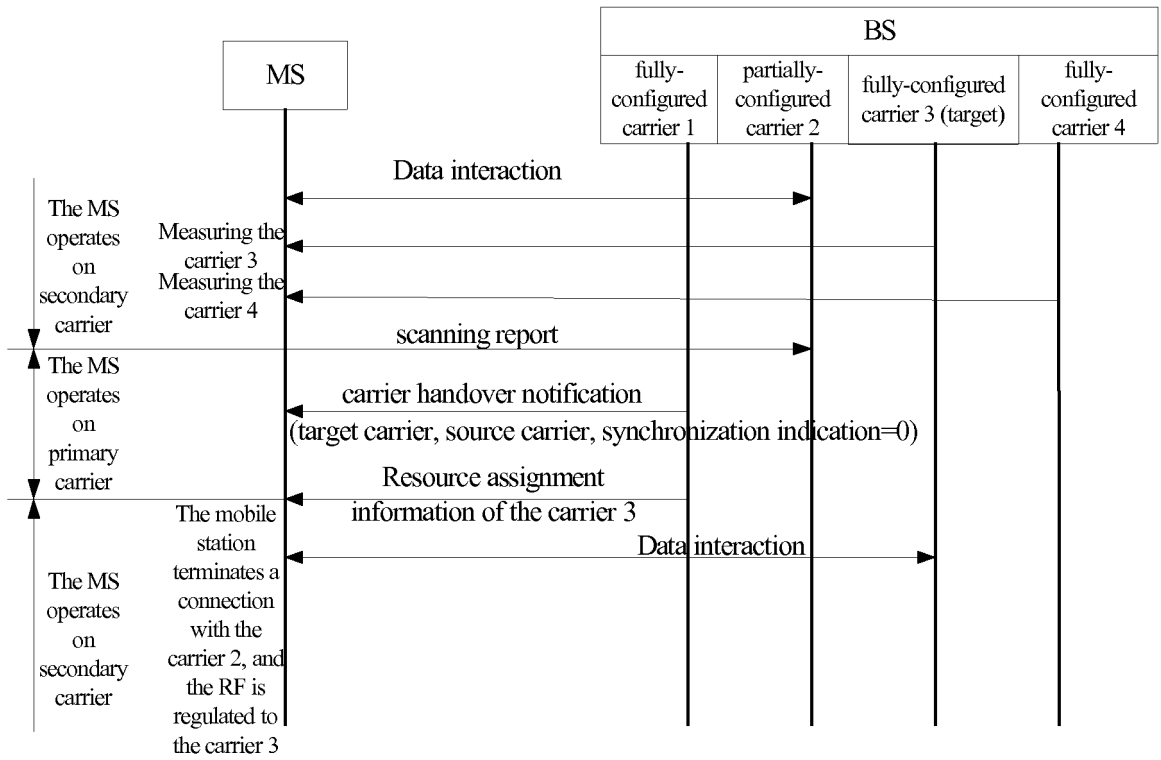 BS
MS
fully-
configured
carrier 1
partially-
configured
carrier 2
fully-configured
carrier 3 (target)
fully-
configured
carrier 4
Data interaction
The MS
operates
on
secondary
carrier
Measuring the
carrier 3
Measuring the
carrier 4
scanning report
The MS
operates
on
primary
carrier
carrier handover notification
(target carrier, source carrier, synchronization indication=0)
Resource assignment
information of the carrier 3
The mobile
station
terminates a
connection
with the
carrier 2, and
the RF is
regulated to
the carrier 3
Data interaction
The MS
operates
on
secondary
carrier